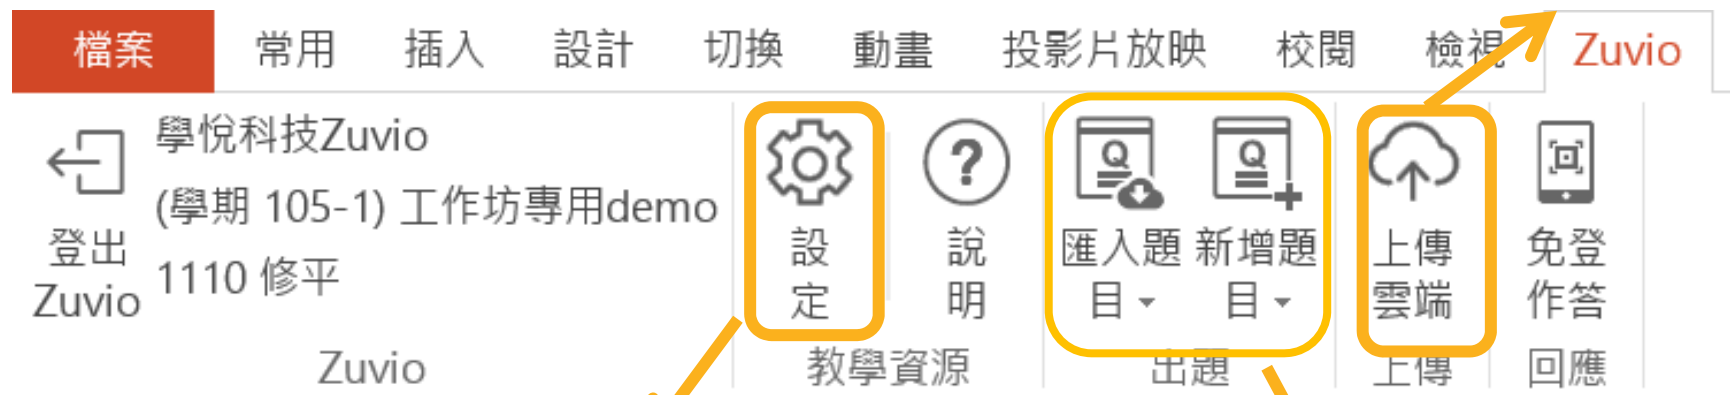 檔案 常用 插入 設計 切換 動畫 投影片放映 校閱 檢視 Zuvio
登出
Zuvio
學悅科技Zuvio
(學期 105-1) 工作坊專用demo
1110 修平
設
定
說
明
匯入題
目
新增題
目
上傳
雲端
免登
作答
Zuvio 教學資源 出題 上傳 回應